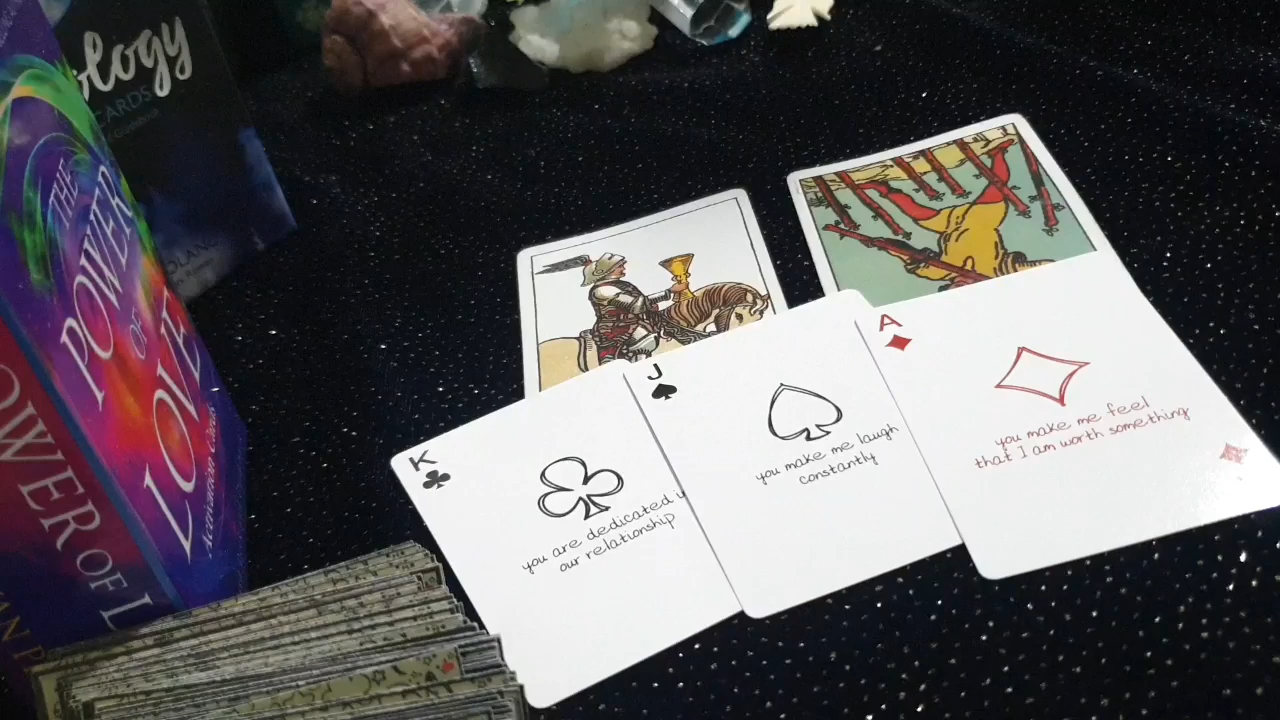 ology
CARDS
THE
POWER
OF
LOVE
Activation Cards
OWER OF L
K
you are dedicated
our relationship
J
you make me laugh
constantly
A
you make me feel
that I am worth something